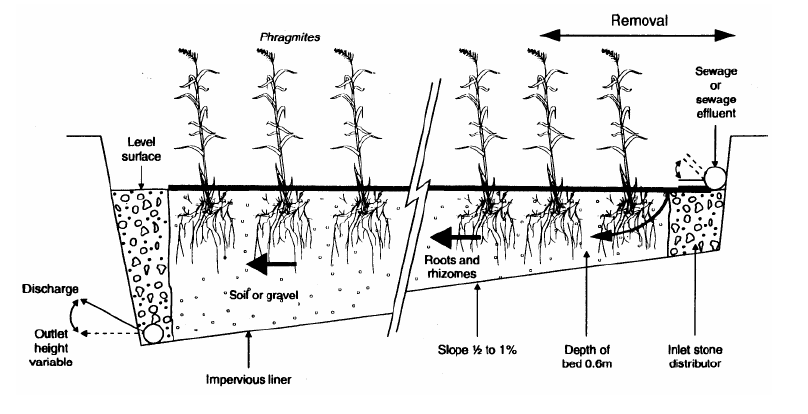 Removal
Phragmites
Sewage
or
sewage
effluent
Level
surface
Roots and
rhizomes
Soil or gravel
Discharge
Outlet
height
variable
Slope ½ to 1%
Depth of
bed 0.6m
Inlet stone
distributor
Impervious liner